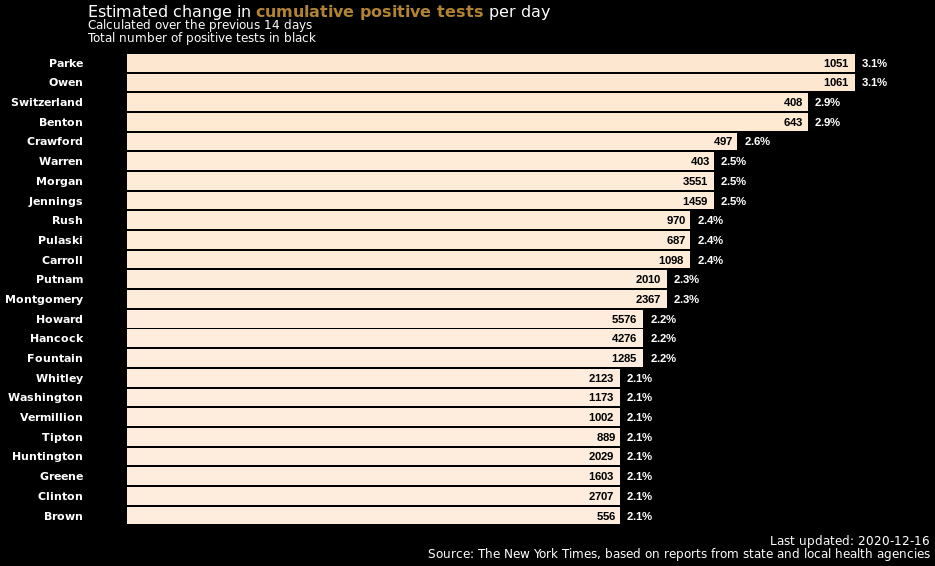 Estimated change in cumulative positive tests per day
Calculated over the previous 14 days
Total number of positive tests in black
Parke 1051 3.1%
Owen 1061 3.1%
Switzerland 408 2.9%
Benton 643 2.9%
Crawford 497 2.6%
Warren 403 2.5%
Morgan 3551 2.5%
Jennings 1459 2.5%
Rush 970 2.4%
Pulaski 687 2.4%
Carroll 1098 2.4%
Putnam 2010 2.3%
Montgomery 2367 2.3%
Howard 5576 2.2%
Hancock 4276 2.2%
Fountain 1285 2.2%
Whitley 2123 2.1%
Washington 1173 2.1%
Vermillion 1002 2.1%
Tipton 889 2.1%
Huntington 2029 2.1%
Greene 1603 2.1%
Clinton 2707 2.1%
Brown 556 2.1%
Last updated: 2020-12-16
Source: The New York Times, based on reports from state and local health agencies